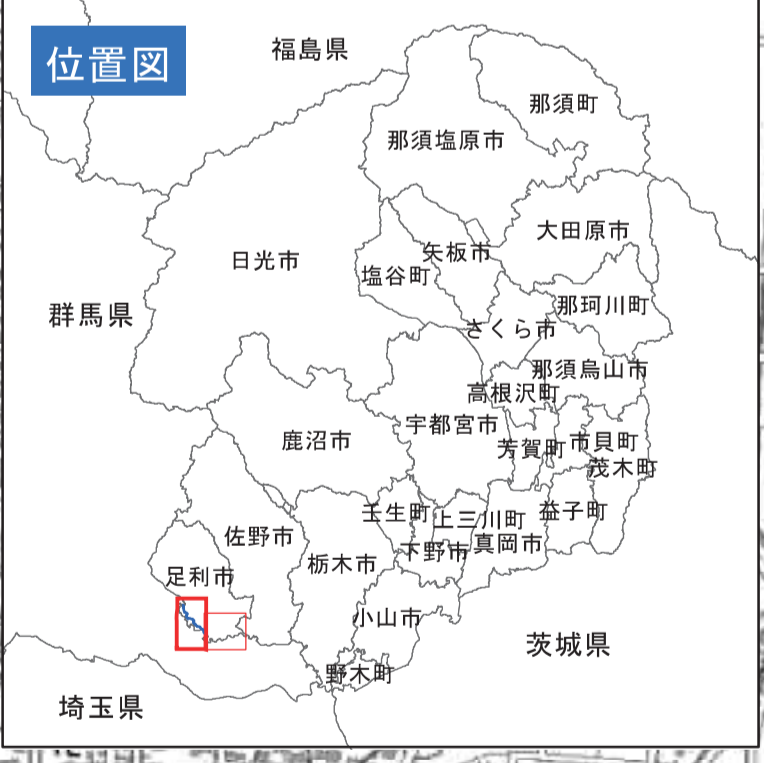 位置図
福島県
那須町
那須塩原市
大田原市
矢板市
日光市
塩谷町
那珂川町
群馬県
さくら市
那須烏山市
高根沢町
宇都宮市
鹿沼市
芳賀町
市貝町
茂木町
壬生町
上三川町
益子町
佐野市
真岡市
下野市
栃木市
足利市
小山市
茨城県
野木町
埼玉県